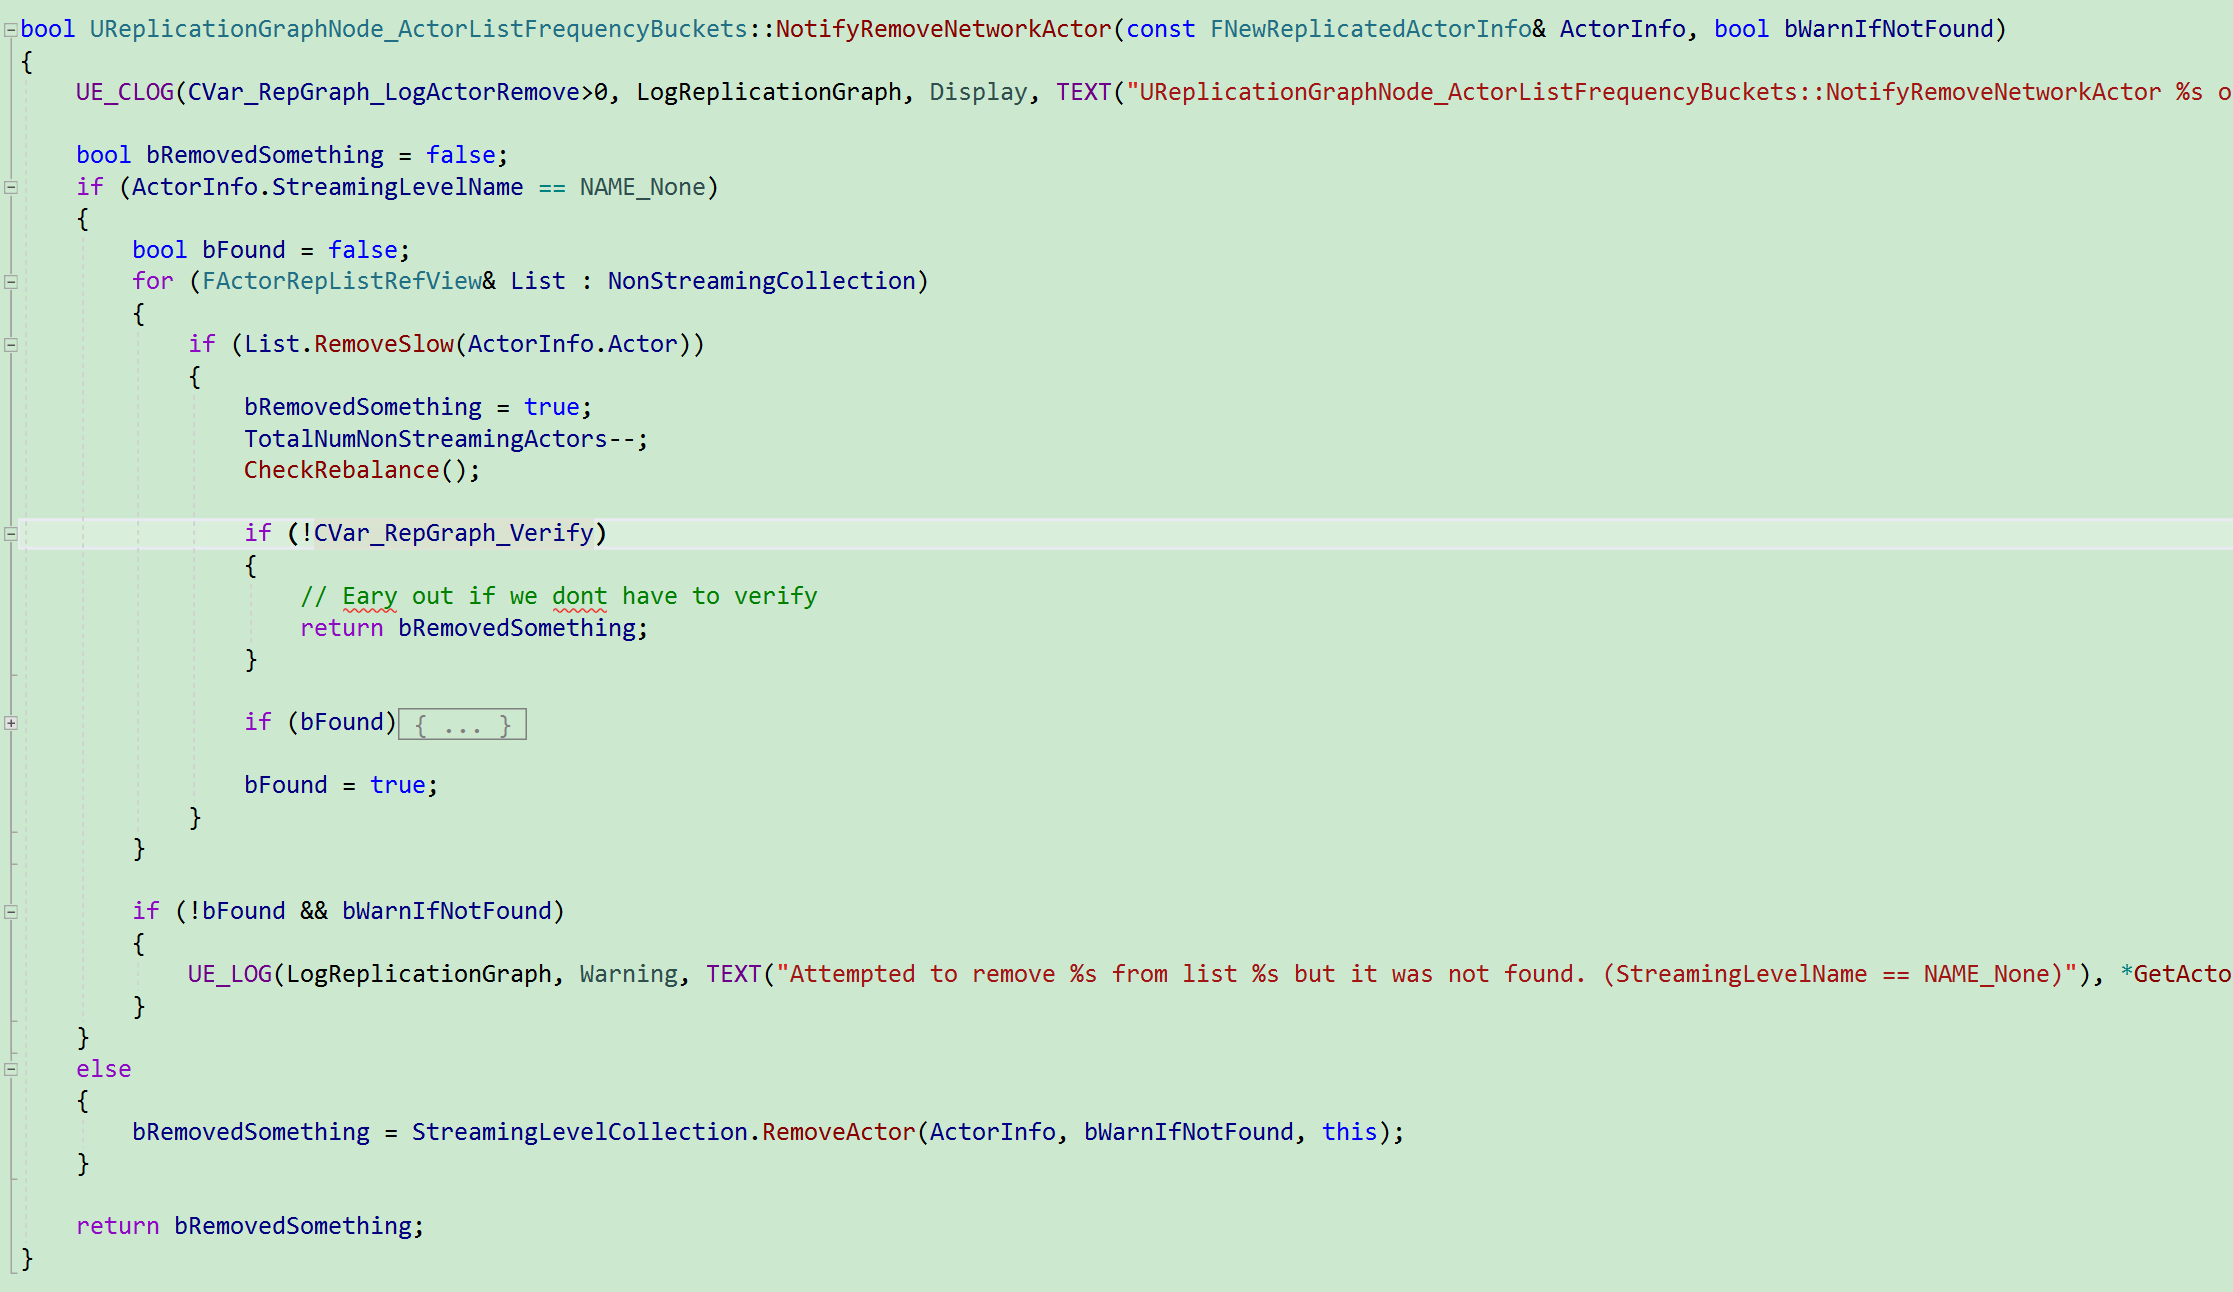 bool UReplicationGraphNode_ActorListFrequencyBuckets::NotifyRemoveNetworkActor(const FNewReplicatedActorInfo& ActorInfo, bool bWarnIfNotFound)
{
    UE_CLOG(CVar_RepGraph_LogActorRemove>0, LogReplicationGraph, Display, TEXT("UReplicationGraphNode_ActorListFrequencyBuckets::NotifyRemoveNetworkActor %s o
    bool bRemovedSomething = false;
    if (ActorInfo.StreamingLevelName == NAME_None)
    {
        bool bFound = false;
        for (FActorRepListRefView& List : NonStreamingCollection)
        {
            if (List.RemoveSlow(ActorInfo.Actor))
            {
                bRemovedSomething = true;
                TotalNumNonStreamingActors--;
                CheckRebalance();
                if (!CVar_RepGraph_Verify)
                {
                    // Eary out if we dont have to verify
                    return bRemovedSomething;
                }
                if (bFound){ ... }
                bFound = true;
            }
        }
        if (!bFound && bWarnIfNotFound)
        {
            UE_LOG(LogReplicationGraph, Warning, TEXT("Attempted to remove %s from list %s but it was not found. (StreamingLevelName == NAME_None)"), *GetActo
        }
    }
    else
    {
        bRemovedSomething = StreamingLevelCollection.RemoveActor(ActorInfo, bWarnIfNotFound, this);
    }
    return bRemovedSomething;
}